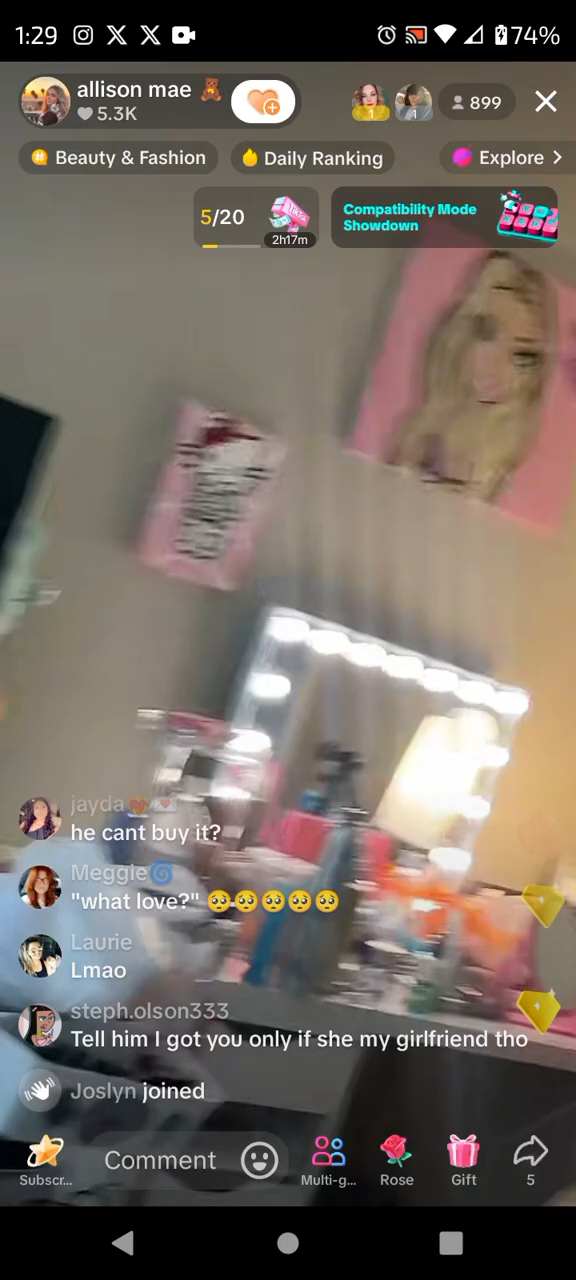 1:29
74%
allison mae 🧸
5.3K
1
1
899
Beauty & Fashion
Daily Ranking
Explore >
5/20
2h17m
Compatibility Mode
Showdown
jayda❤️💌
he cant buy it?
Meggie🌀
"what love?" 🥺🥺🥺🥺🥺
Laurie
Lmao
steph.olson333
Tell him I got you only if she my girlfriend tho
Joslyn joined
Comment
Subscr...
Multi-g...
Rose
Gift
5